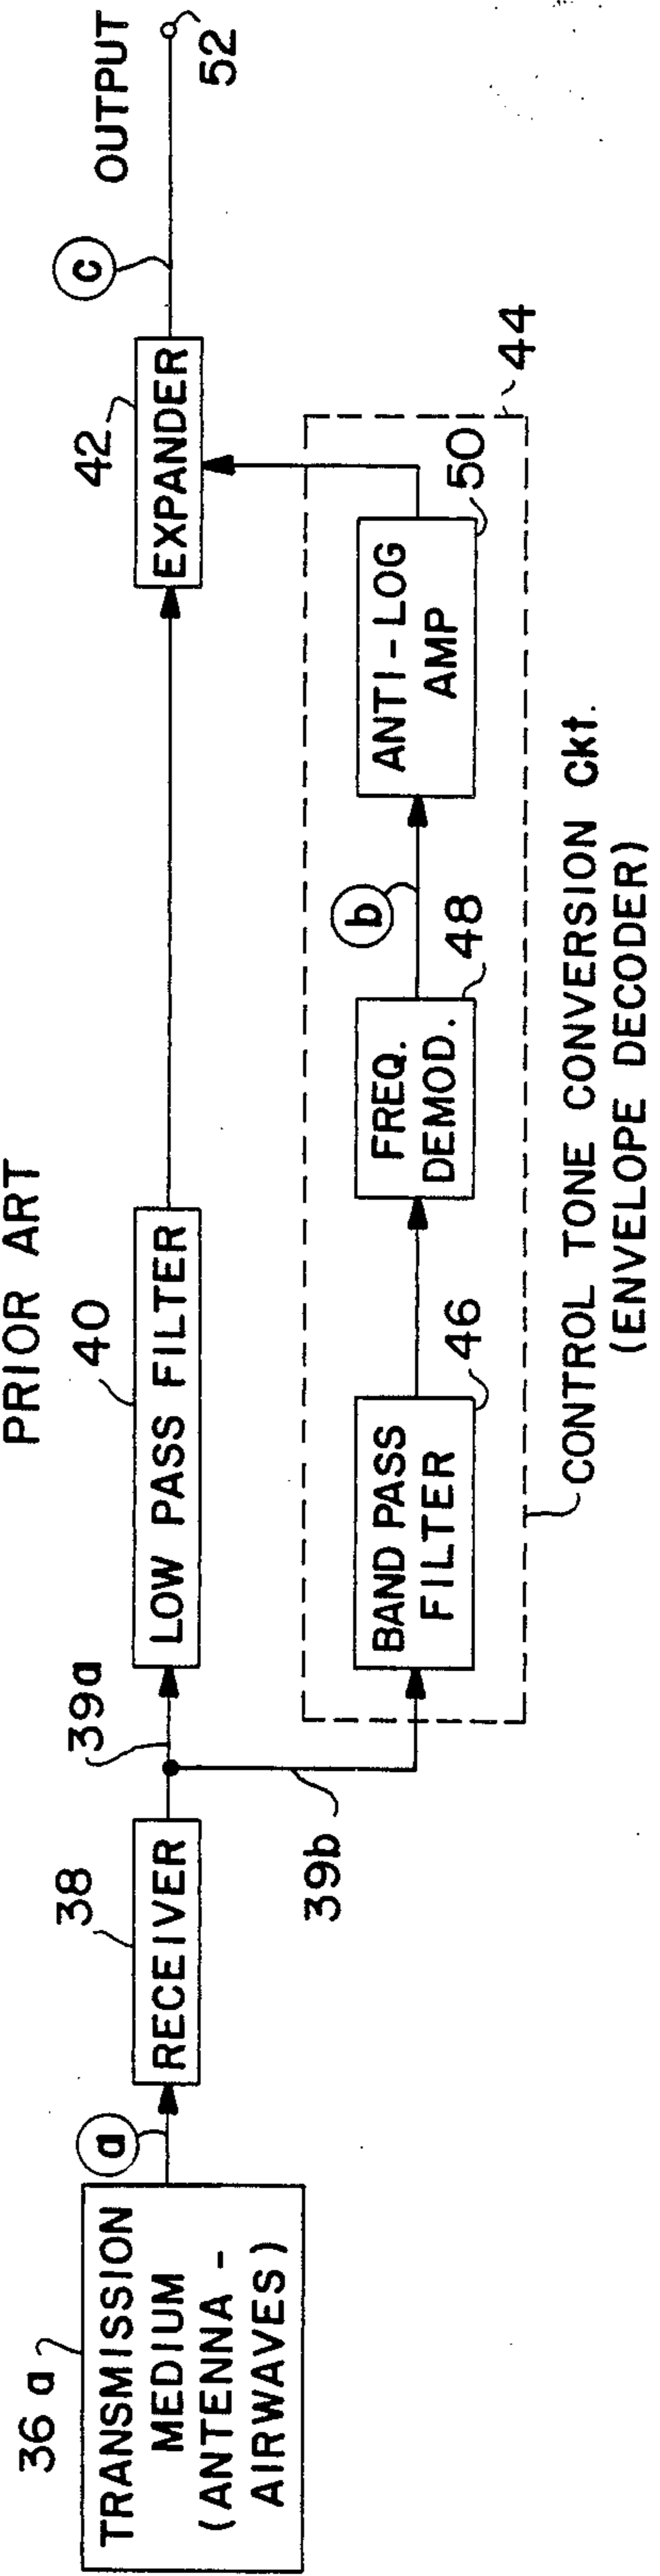 PRIOR ART
36 a
TRANSMISSION
MEDIUM
(ANTENNA -
AIRWAVES)
a
38
RECEIVER
39a
39b
40
LOW PASS FILTER
42
EXPANDER
c
OUTPUT
52
BAND PASS
FILTER
46
FREQ.
DEMOD.
48
b
ANTI-LOG
AMP
50
44
CONTROL TONE CONVERSION Ckt.
(ENVELOPE DECODER)